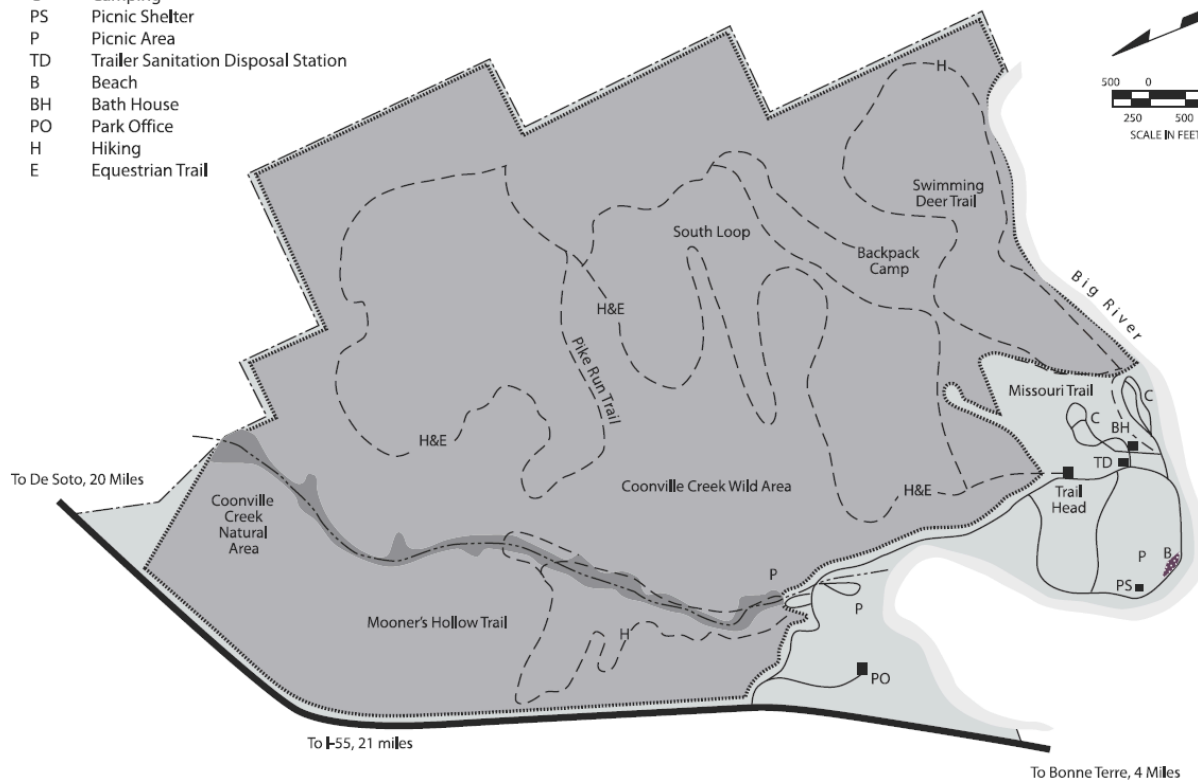 Camping
PS Picnic Shelter
P Picnic Area
TD Trailer Sanitation Disposal Station
B Beach
BH Bath House
PO Park Office
H Hiking
E Equestrian Trail
500 0
250 500
SCALE IN FEET
H
Swimming
Deer Trail
South Loop
Backpack
Camp
Big River
H&E
Pike Run Trail
Missouri Trail
C
C
BH
H&E
TD
To De Soto, 20 Miles
Coonville
Creek
Natural
Area
Coonville Creek Wild Area
H&E
Trail
Head
P
B
P
PS
Mooner's Hollow Trail
P
H
PO
To I-55, 21 miles
To Bonne Terre, 4 Miles